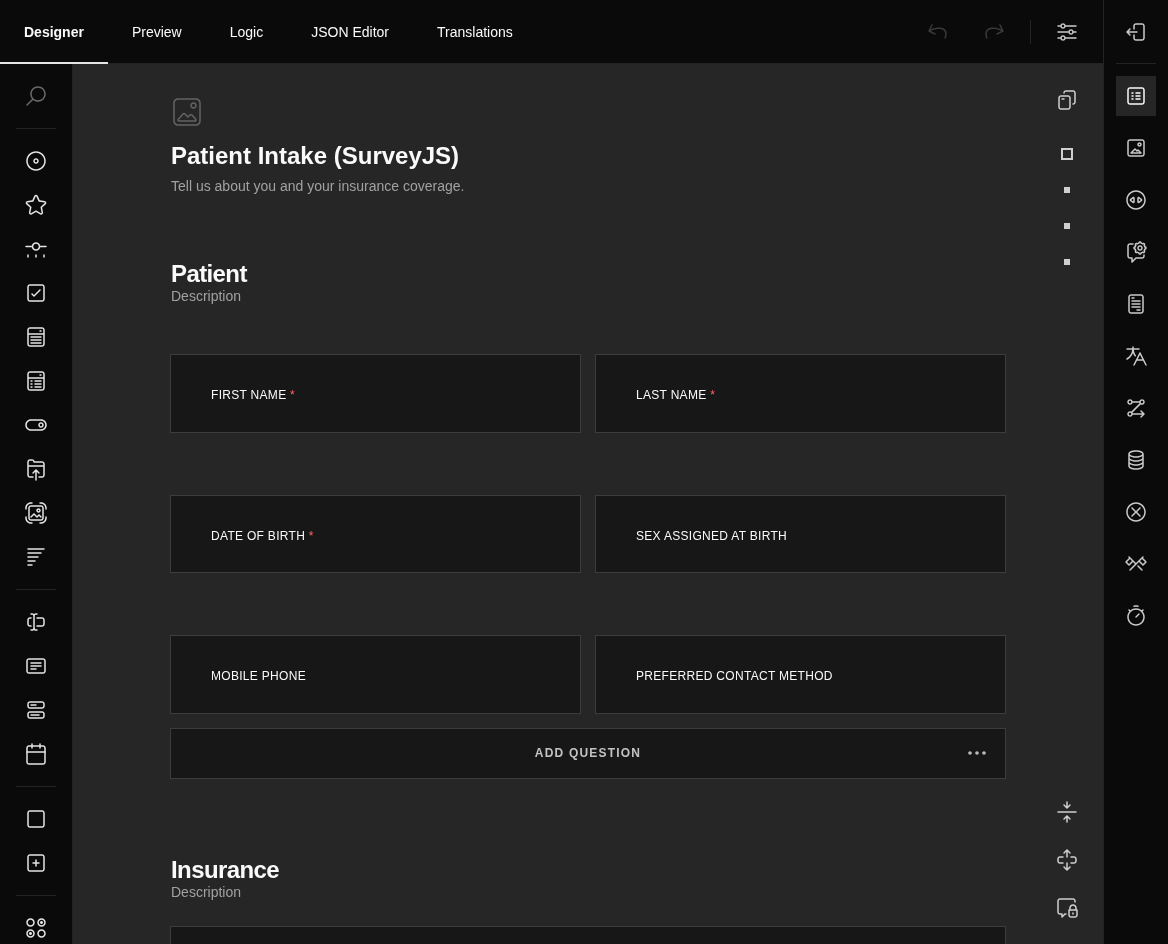 Designer
Preview
Logic
JSON Editor
Translations
Patient Intake (SurveyJS)
Tell us about you and your insurance coverage.
Patient
Description
FIRST NAME *
LAST NAME *
DATE OF BIRTH *
SEX ASSIGNED AT BIRTH
MOBILE PHONE
PREFERRED CONTACT METHOD
ADD QUESTION
Insurance
Description